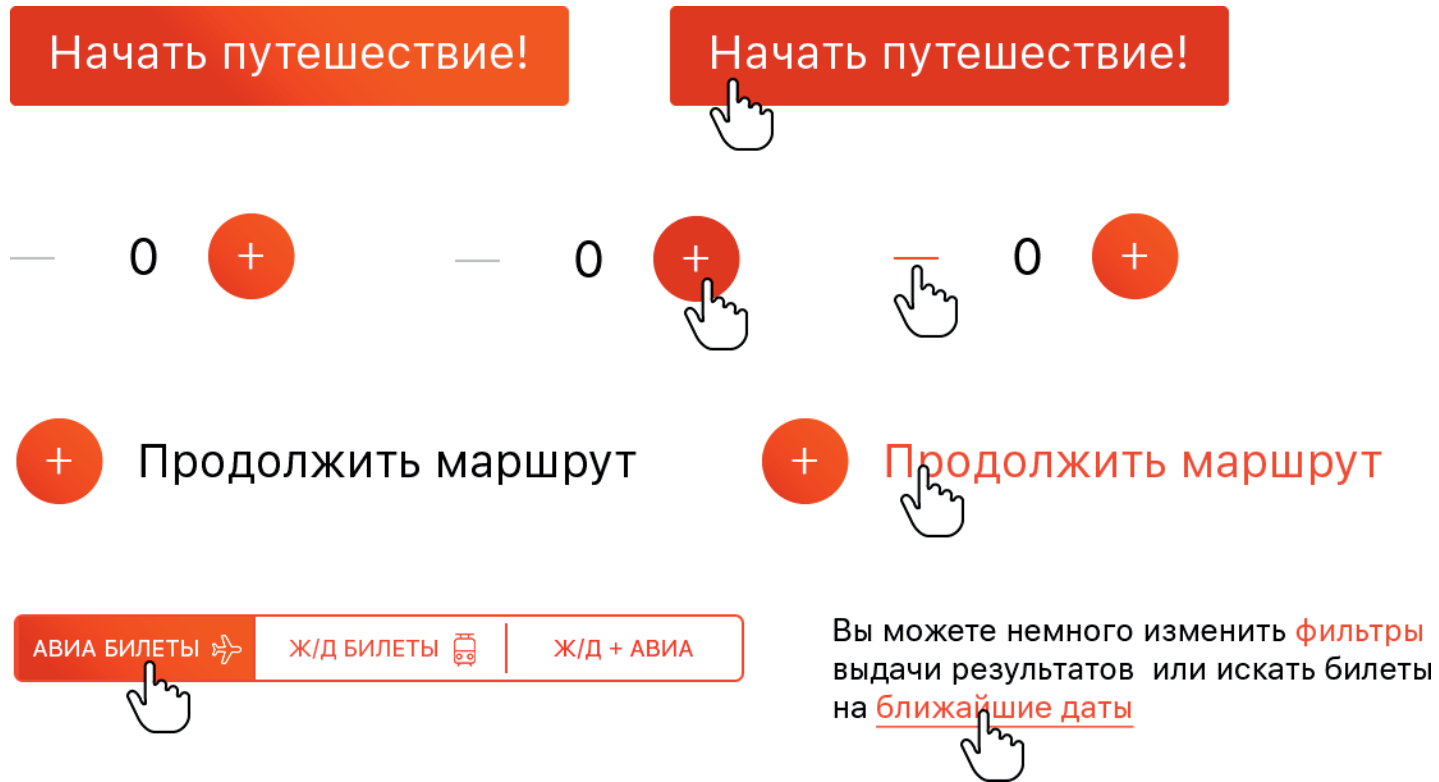 Начать путешествие!
Начать путешествие!
— 0 +
— 0 +
— 0 +
+ Продолжить маршрут
+ Продолжить маршрут
АВИА БИЛЕТЫ
Ж/Д БИЛЕТЫ
Ж/Д + АВИА
Вы можете немного изменить фильтры
выдачи результатов или искать билеты
на ближайшие даты